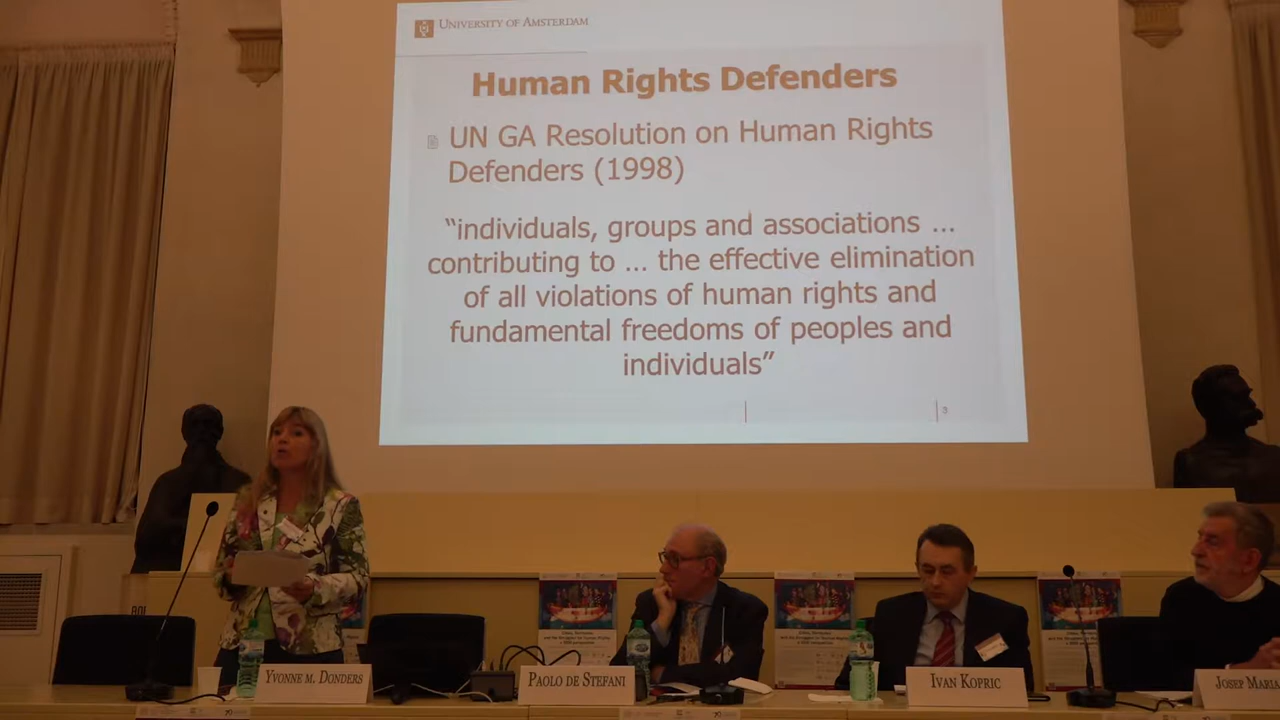 UNIVERSITY OF AMSTERDAM
Human Rights Defenders
UN GA Resolution on Human Rights
Defenders (1998)
“individuals, groups and associations ...
contributing to ... the effective elimination
of all violations of human rights and
fundamental freedoms of peoples and
individuals”
3
YVONNE M. DONDERS
PAOLO DE STEFANI
IVAN KOPRIC
JOSEP MARIA